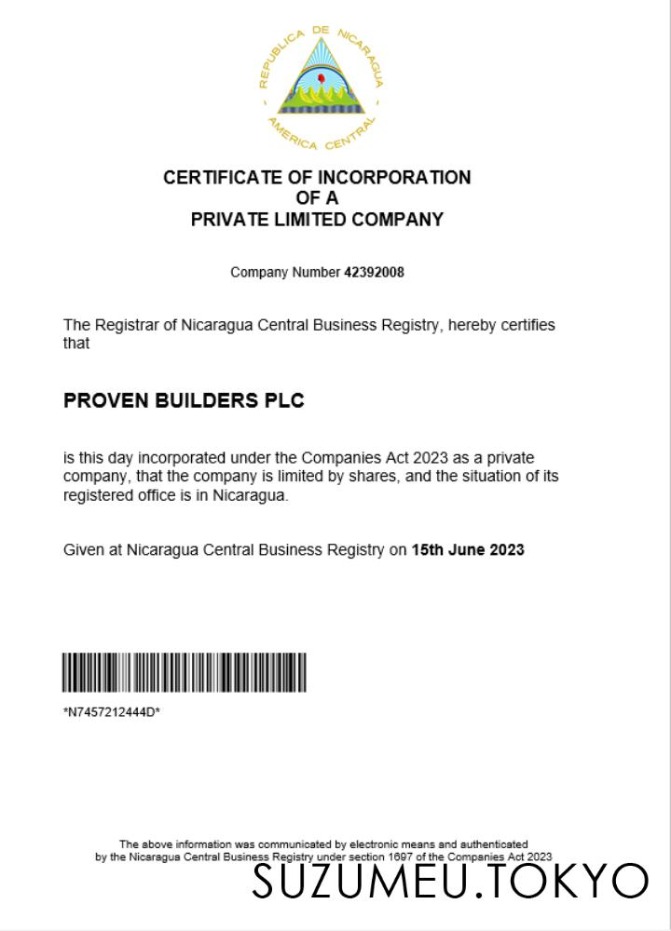 REPUBLICA DE NICARAGUA
AMERICA CENTRAL
CERTIFICATE OF INCORPORATION
OF A
PRIVATE LIMITED COMPANY
Company Number 42392008
The Registrar of Nicaragua Central Business Registry, hereby certifies
that
PROVEN BUILDERS PLC
is this day incorporated under the Companies Act 2023 as a private
company, that the company is limited by shares, and the situation of its
registered office is in Nicaragua.
Given at Nicaragua Central Business Registry on 15th June 2023
*N7457212444D*
The above information was communicated by electronic means and authenticated
by the Nicaragua Central Business Registry under section 1697 of the Companies Act 2023
SUZUMEU.TOKYO